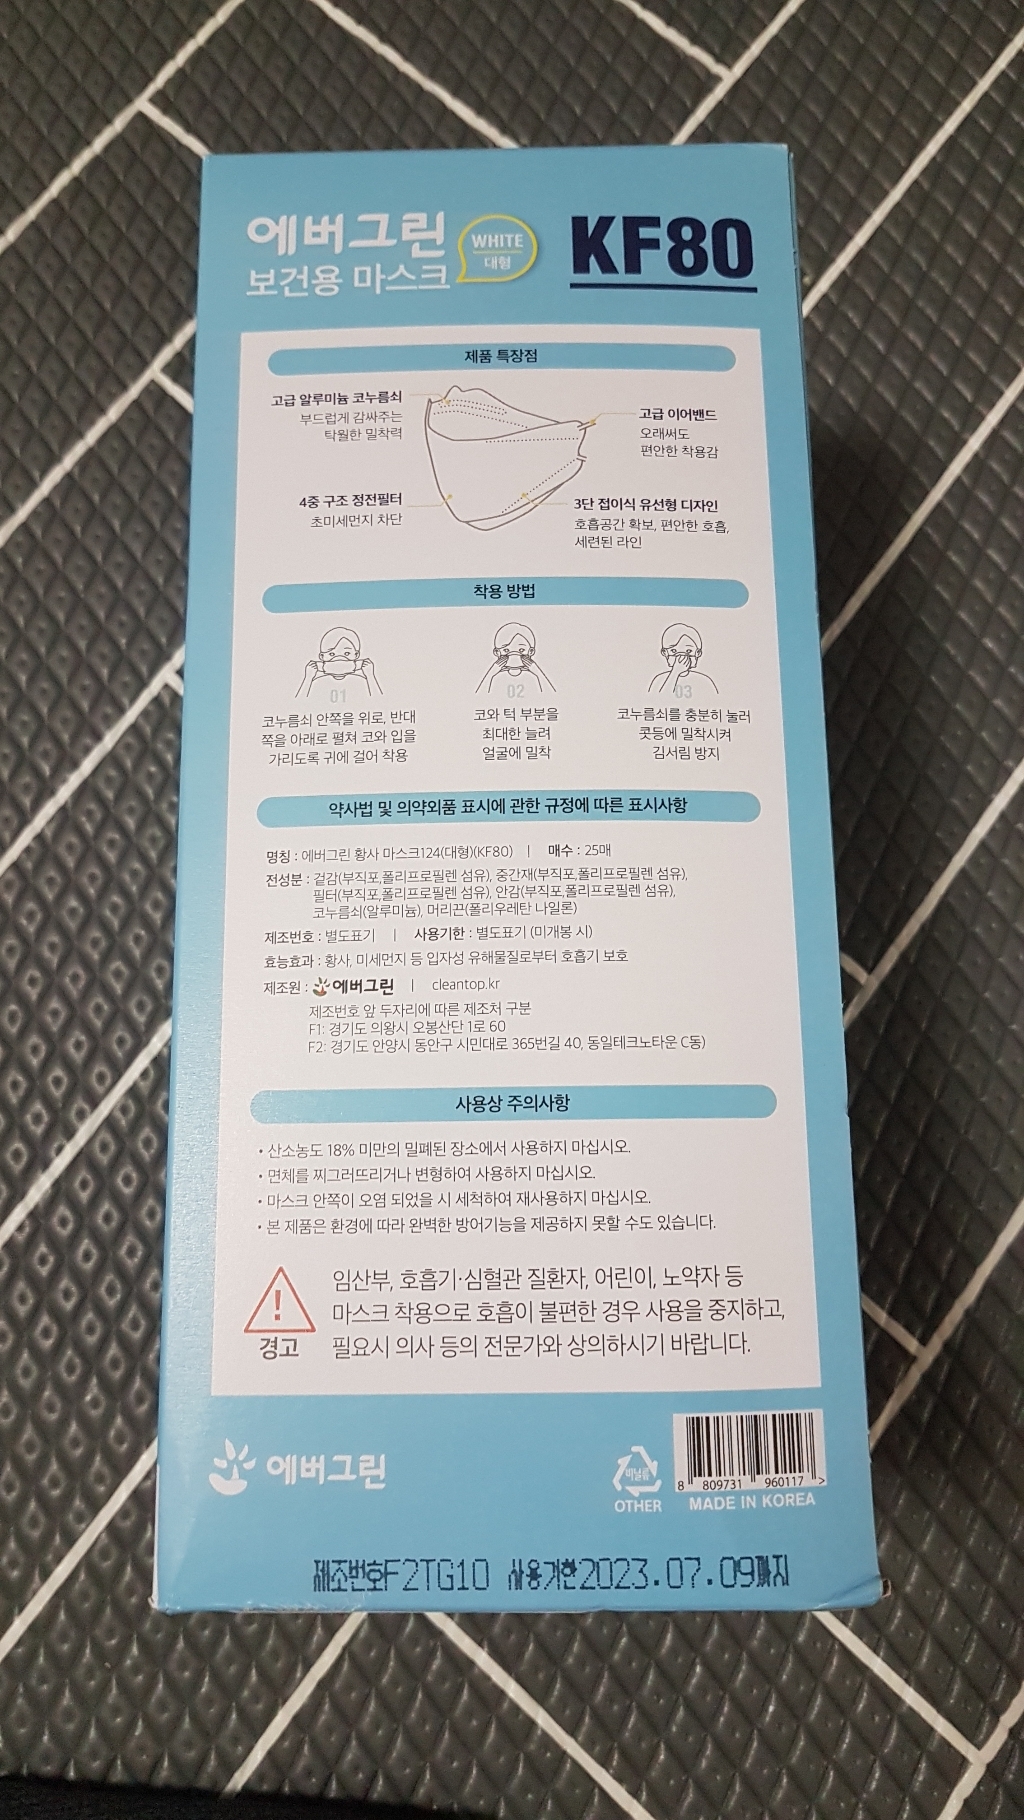 에버그린
보건용 마스크
WHITE
대형
KF80
제품 특장점
고급 알루미늄 코누름쇠
부드럽게 감싸주는
탁월한 밀착력
고급 이어밴드
오래써도
편안한 착용감
4중 구조 정전필터
초미세먼지 차단
3단 접이식 유선형 디자인
호흡공간 확보, 편안한 호흡,
세련된 라인
착용 방법
01
코누름쇠 안쪽을 위로, 반대
쪽을 아래로 펼쳐 코와 입을
가리도록 귀에 걸어 착용
02
코와 턱 부분을
최대한 늘려
얼굴에 밀착
03
코누름쇠를 충분히 눌러
콧등에 밀착시켜
김서림 방지
약사법 및 의약외품 표시에 관한 규정에 따른 표시사항
명칭 : 에버그린 황사 마스크124(대형)(KF80) | 매수 : 25매
전성분 : 겉감(부직포,폴리프로필렌 섬유), 중간재(부직포,폴리프로필렌 섬유),
필터(부직포,폴리프로필렌 섬유), 안감(부직포,폴리프로필렌 섬유),
코누름쇠(알루미늄), 머리끈(폴리우레탄 나일론)
제조번호 : 별도표기 | 사용기한 : 별도표기 (미개봉 시)
효능효과 : 황사, 미세먼지 등 입자성 유해물질로부터 호흡기 보호
제조원 : 에버그린 | cleantop.kr
제조번호 앞 두자리에 따른 제조처 구분
F1: 경기도 의왕시 오봉산단 1로 60
F2: 경기도 안양시 동안구 시민대로 365번길 40, 동일테크노타운 C동)
사용상 주의사항
• 산소농도 18% 미만의 밀폐된 장소에서 사용하지 마십시오.
• 면체를 찌그러뜨리거나 변형하여 사용하지 마십시오.
• 마스크 안쪽이 오염 되었을 시 세척하여 재사용하지 마십시오.
• 본 제품은 환경에 따라 완벽한 방어기능을 제공하지 못할 수도 있습니다.
경고
임산부, 호흡기·심혈관 질환자, 어린이, 노약자 등
마스크 착용으로 호흡이 불편한 경우 사용을 중지하고,
필요시 의사 등의 전문가와 상의하시기 바랍니다.
에버그린
비닐류
OTHER
8 809731 960117 >
MADE IN KOREA
제조번호F2TG10 사용기한2023.07.09까지